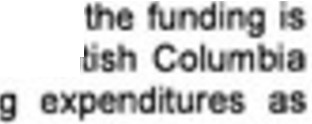 the funding is
tish Columbia
g expenditures as